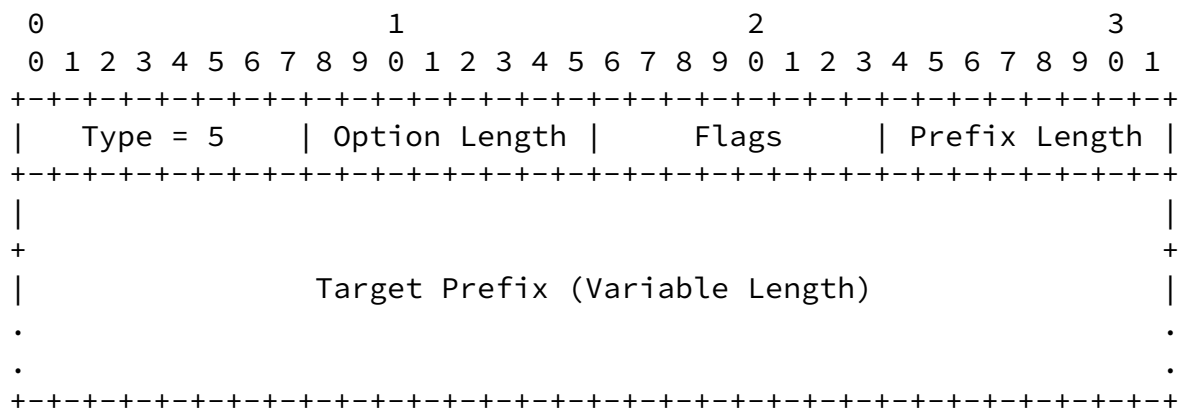 0                   1                   2                   3
 0 1 2 3 4 5 6 7 8 9 0 1 2 3 4 5 6 7 8 9 0 1 2 3 4 5 6 7 8 9 0 1
+-+-+-+-+-+-+-+-+-+-+-+-+-+-+-+-+-+-+-+-+-+-+-+-+-+-+-+-+-+-+-+-+
|   Type = 5    | Option Length |     Flags     | Prefix Length |
+-+-+-+-+-+-+-+-+-+-+-+-+-+-+-+-+-+-+-+-+-+-+-+-+-+-+-+-+-+-+-+-+
|                                                               |
+                                                               +
|                Target Prefix (Variable Length)                |
.                                                               .
.                                                               .
+-+-+-+-+-+-+-+-+-+-+-+-+-+-+-+-+-+-+-+-+-+-+-+-+-+-+-+-+-+-+-+-+